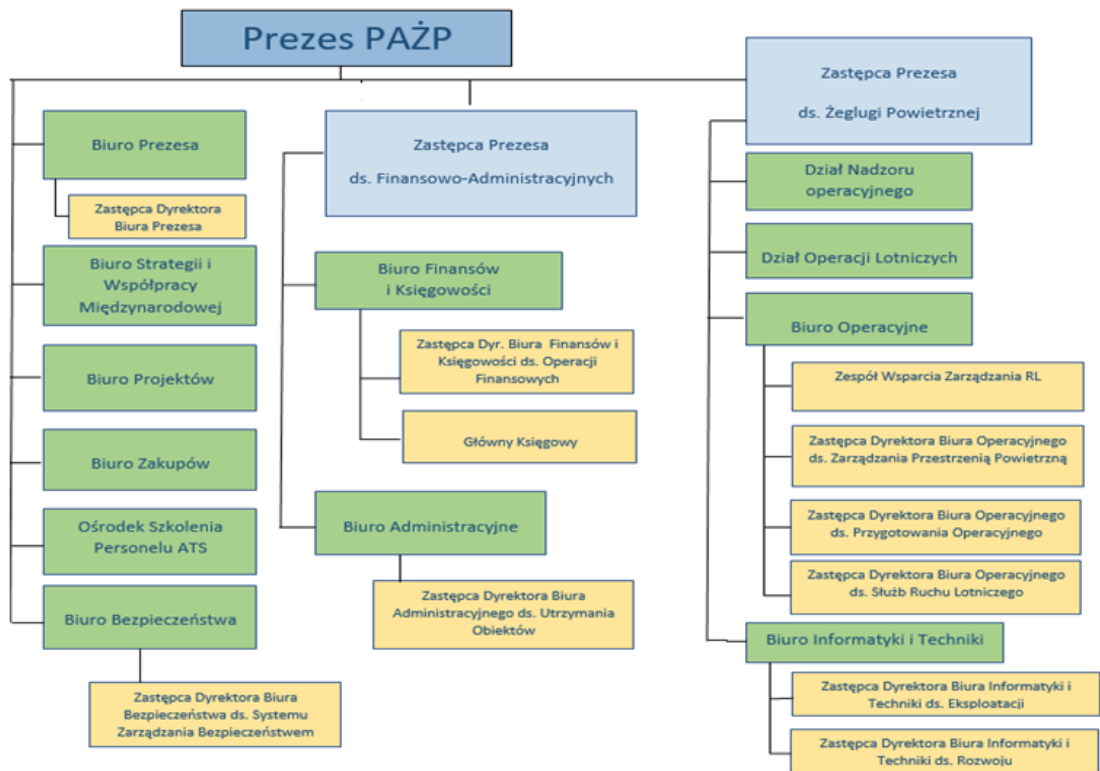 Prezes PAŻP
Biuro Prezesa
Zastępca Dyrektora
Biura Prezesa
Biuro Strategii i
Współpracy
Międzynarodowej
Biuro Projektów
Biuro Zakupów
Ośrodek Szkolenia
Personelu ATS
Biuro Bezpieczeństwa
Zastępca Dyrektora Biura
Bezpieczeństwa ds. Systemu
Zarządzania Bezpieczeństwem
Zastępca Prezesa
ds. Finansowo-Administracyjnych
Biuro Finansów
i Księgowości
Zastępca Dyr. Biura Finansów i
Księgowości ds. Operacji
Finansowych
Główny Księgowy
Biuro Administracyjne
Zastępca Dyrektora Biura
Administracyjnego ds. Utrzymania
Obiektów
Zastępca Prezesa
ds. Żeglugi Powietrznej
Dział Nadzoru
operacyjnego
Dział Operacji Lotniczych
Biuro Operacyjne
Zespół Wsparcia Zarządzania RL
Zastępca Dyrektora Biura Operacyjnego
ds. Zarządzania Przestrzenią Powietrzną
Zastępca Dyrektora Biura Operacyjnego
ds. Przygotowania Operacyjnego
Zastępca Dyrektora Biura Operacyjnego
ds. Służb Ruchu Lotniczego
Biuro Informatyki i Techniki
Zastępca Dyrektora Biura Informatyki i
Techniki ds. Eksploatacji
Zastępca Dyrektora Biura Informatyki i
Techniki ds. Rozwoju